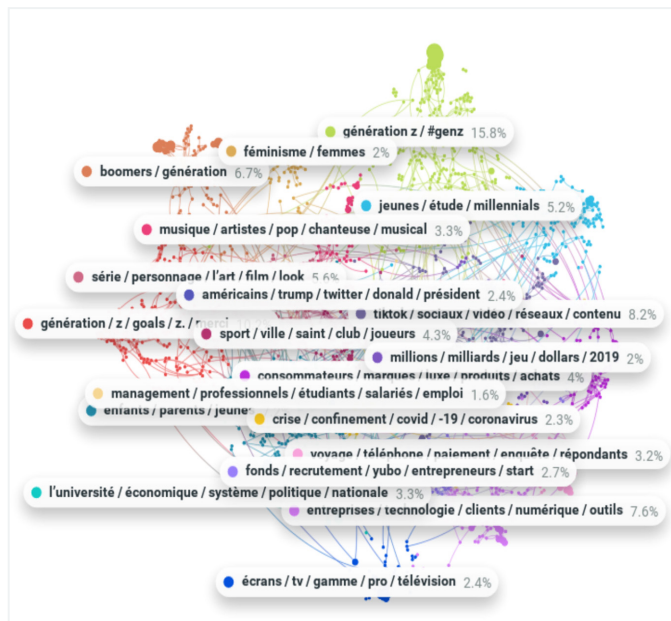 génération z / #genz 15.8%
féminisme / femmes 2%
boomers / génération 6.7%
jeunes / étude / millennials 5.2%
musique / artistes / pop / chanteuse / musical 3.3%
série / personnage / l'art / film / look 5.6%
américains / trump / twitter / donald / président 2.4%
tiktok / sociaux / vidéo / réseaux / contenu 8.2%
génération / z / goals / z. / merci
sport / ville / saint / club / joueurs 4.3%
millions / milliards / jeu / dollars / 2019 2%
consommateurs / marques / luxe / produits / achats 4%
management / professionnels / étudiants / salariés / emploi 1.6%
enfants / parents / jeune
crise / confinement / covid / -19 / coronavirus 2.3%
voyage / téléphone / paiement / enquête / répondants 3.2%
fonds / recrutement / yubo / entrepreneurs / start 2.7%
l'université / économique / système / politique / nationale 3.3%
entreprises / technologie / clients / numérique / outils 7.6%
écrans / tv / gamme / pro / télévision 2.4%